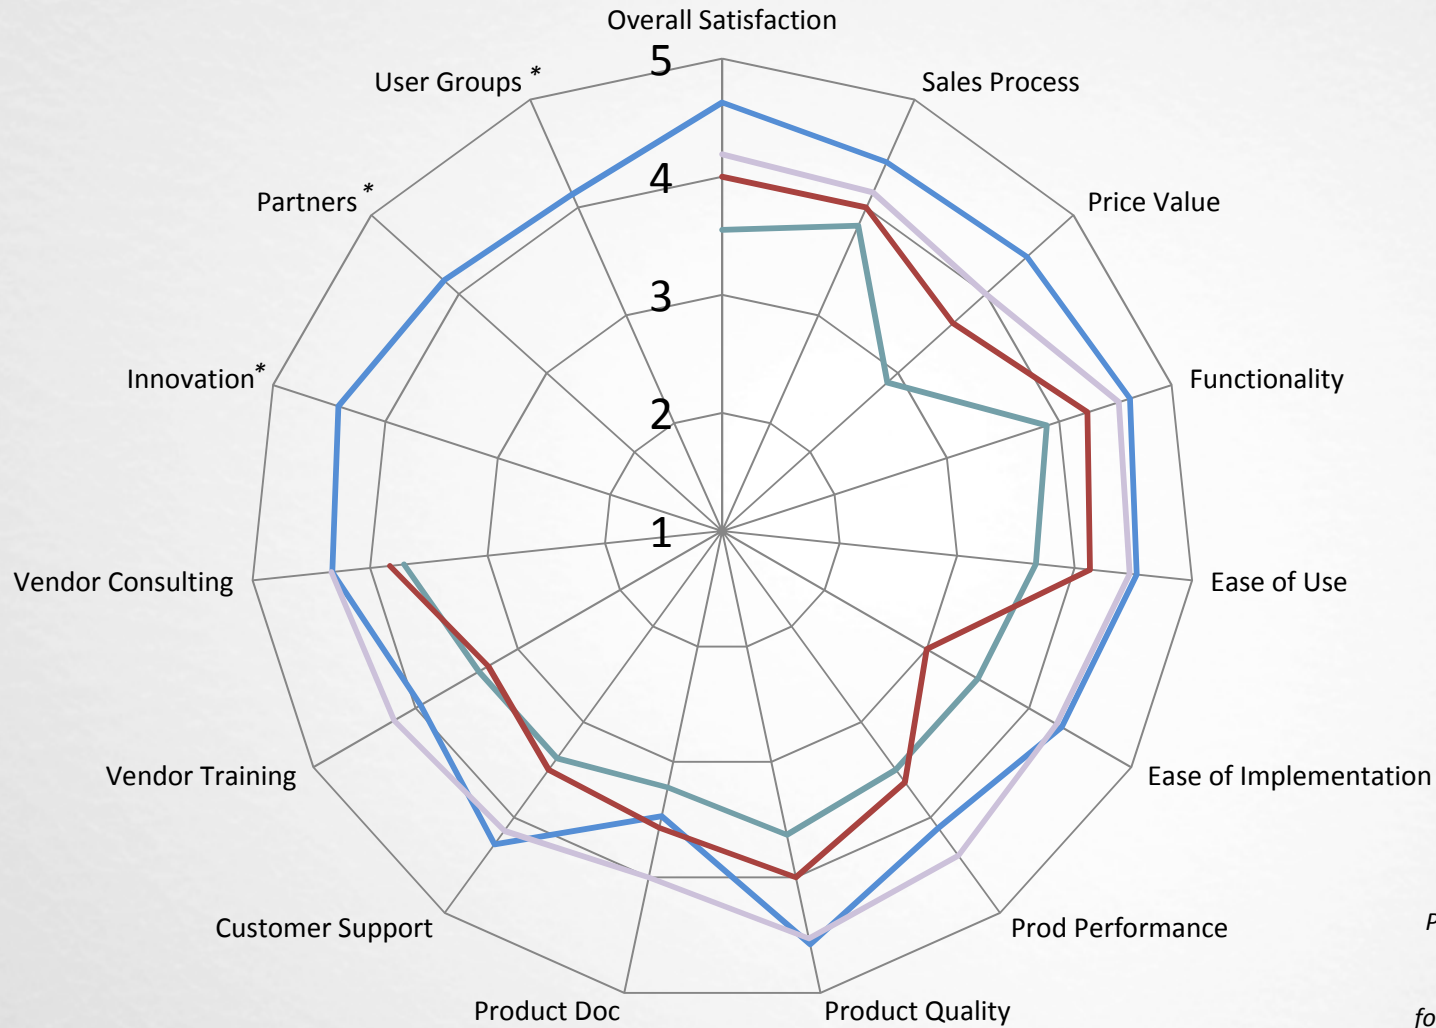 Overall Satisfaction
Sales Process
Price Value
Functionality
Ease of Use
Ease of Implementation
Prod Performance
Product Quality
Product Doc
Customer Support
Vendor Training
Vendor Consulting
Innovation*
Partners *
User Groups *
5
4
3
2
1
P
fo